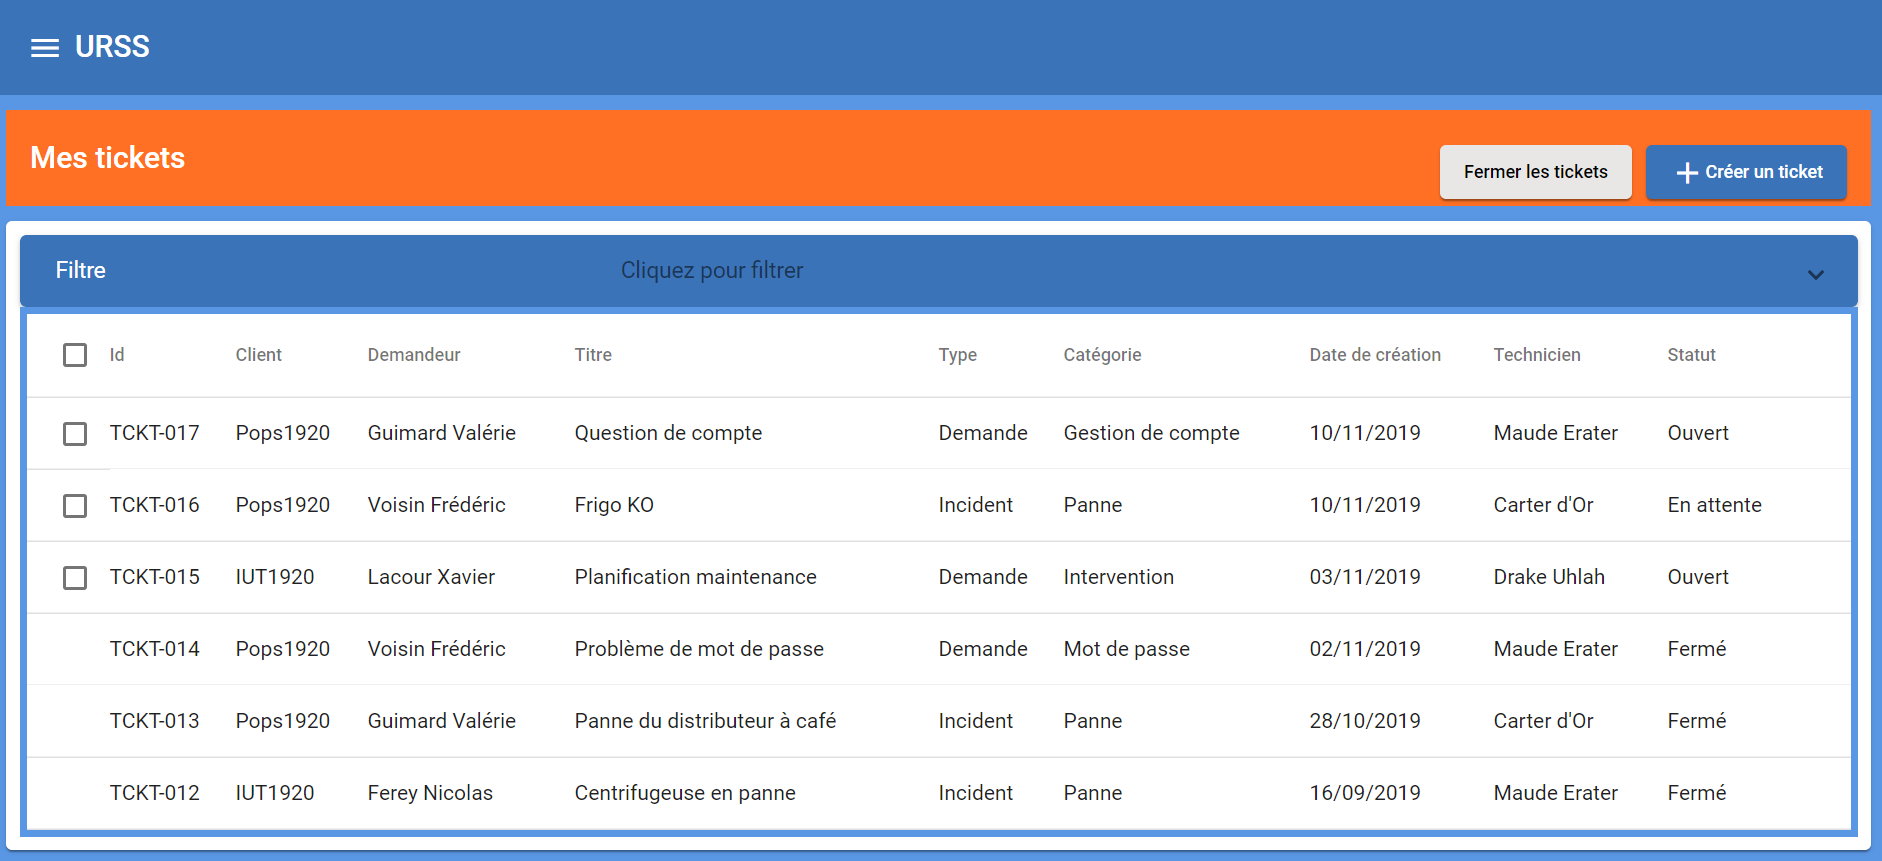 URSS
Mes tickets
Fermer les tickets
Créer un ticket
Filtre Cliquez pour filtrer
Id Client Demandeur Titre Type Catégorie Date de création Technicien Statut
TCKT-017 Pops1920 Guimard Valérie Question de compte Demande Gestion de compte 10/11/2019 Maude Erater Ouvert
TCKT-016 Pops1920 Voisin Frédéric Frigo KO Incident Panne 10/11/2019 Carter d'Or En attente
TCKT-015 IUT1920 Lacour Xavier Planification maintenance Demande Intervention 03/11/2019 Drake Uhlah Ouvert
TCKT-014 Pops1920 Voisin Frédéric Problème de mot de passe Demande Mot de passe 02/11/2019 Maude Erater Fermé
TCKT-013 Pops1920 Guimard Valérie Panne du distributeur à café Incident Panne 28/10/2019 Carter d'Or Fermé
TCKT-012 IUT1920 Ferey Nicolas Centrifugeuse en panne Incident Panne 16/09/2019 Maude Erater Fermé